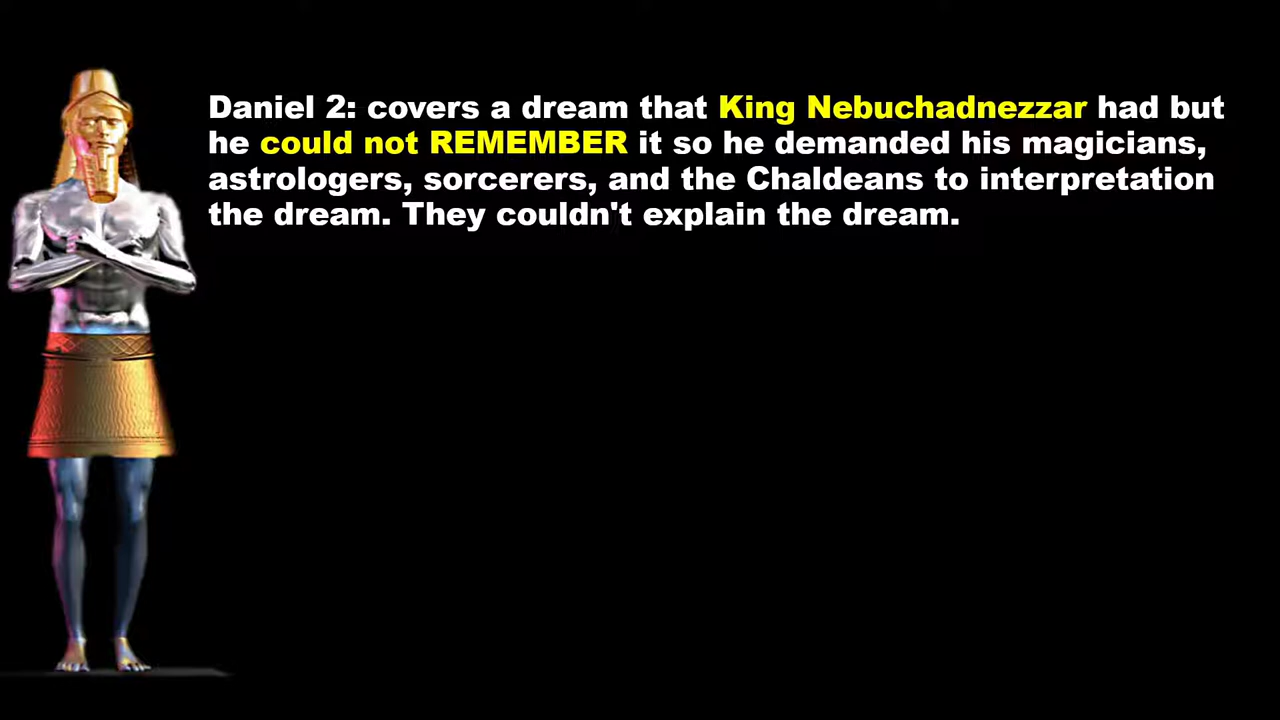 Daniel 2: covers a dream that King Nebuchadnezzar had but
he could not REMEMBER it so he demanded his magicians,
astrologers, sorcerers, and the Chaldeans to interpretation
the dream. They couldn't explain the dream.